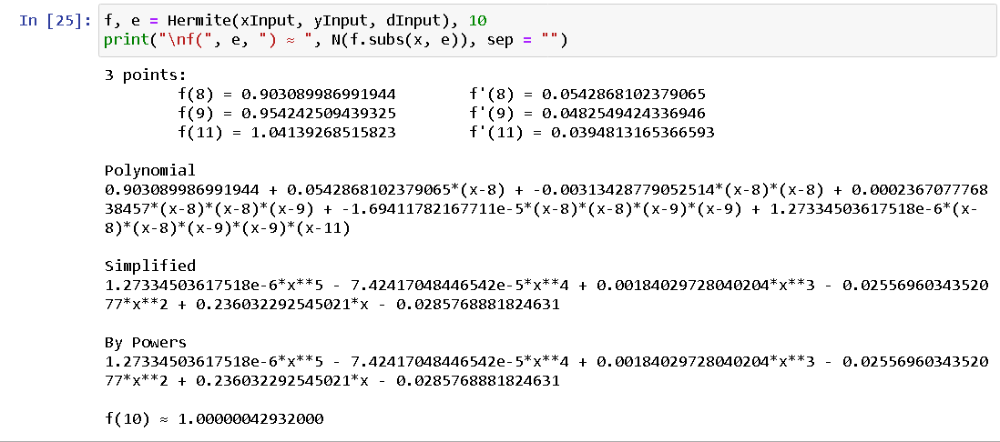 In [25]: f, e = Hermite(xInput, yInput, dInput), 10
print("\nf(", e, ") ≈ ", N(f.subs(x, e)), sep = "")
3 points:
f(8) = 0.903089986991944 f'(8) = 0.0542868102379065
f(9) = 0.954242509439325 f'(9) = 0.0482549424336946
f(11) = 1.04139268515823 f'(11) = 0.0394813165366593
Polynomial
0.903089986991944 + 0.0542868102379065*(x-8) + -0.00313428779052514*(x-8)*(x-8) + 0.0002367077768
38457*(x-8)*(x-8)*(x-9) + -1.69411782167711e-5*(x-8)*(x-8)*(x-9)*(x-9) + 1.27334503617518e-6*(x-
8)*(x-8)*(x-9)*(x-9)*(x-11)
Simplified
1.27334503617518e-6*x**5 - 7.42417048446542e-5*x**4 + 0.00184029728040204*x**3 - 0.02556960343520
77*x**2 + 0.236032292545021*x - 0.0285768881824631
By Powers
1.27334503617518e-6*x**5 - 7.42417048446542e-5*x**4 + 0.00184029728040204*x**3 - 0.02556960343520
77*x**2 + 0.236032292545021*x - 0.0285768881824631
f(10) ≈ 1.00000042932000